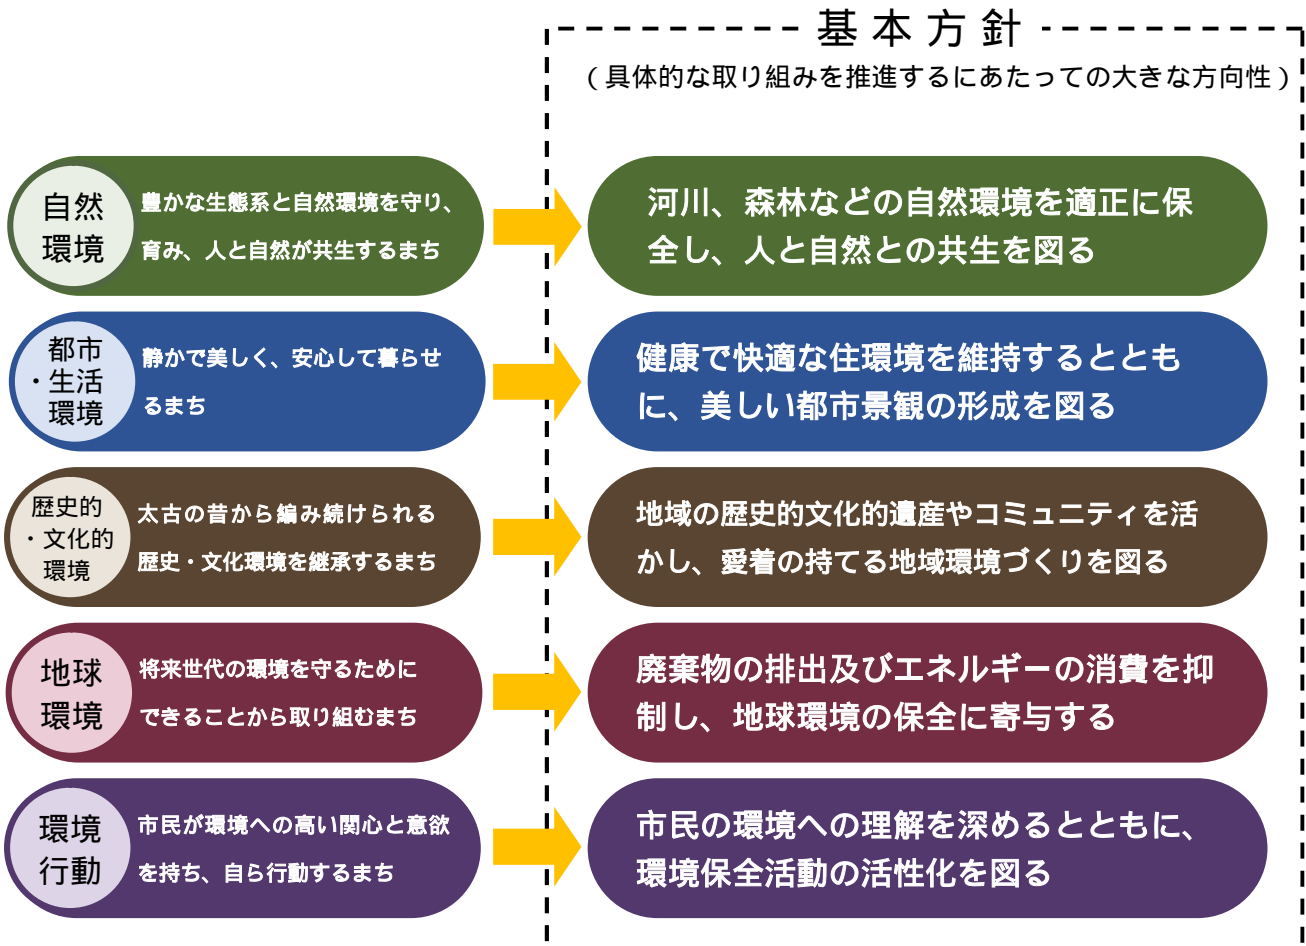 基本方針
（具体的な取り組みを推進するにあたっての大きな方向性）
自然
環境
豊かな生態系と自然環境を守り、
育み、人と自然が共生するまち
河川、森林などの自然環境を適正に保
全し、人と自然との共生を図る
都市
・生活
環境
静かで美しく、安心して暮らせ
るまち
健康で快適な住環境を維持するととも
に、美しい都市景観の形成を図る
歴史的
・文化的
環境
太古の昔から編み続けられる
歴史・文化環境を継承するまち
地域の歴史的文化的遺産やコミュニティを活
かし、愛着の持てる地域環境づくりを図る
地球
環境
将来世代の環境を守るために
できることから取り組むまち
廃棄物の排出及びエネルギーの消費を抑
制し、地球環境の保全に寄与する
環境
行動
市民が環境への高い関心と意欲
を持ち、自ら行動するまち
市民の環境への理解を深めるとともに、
環境保全活動の活性化を図る